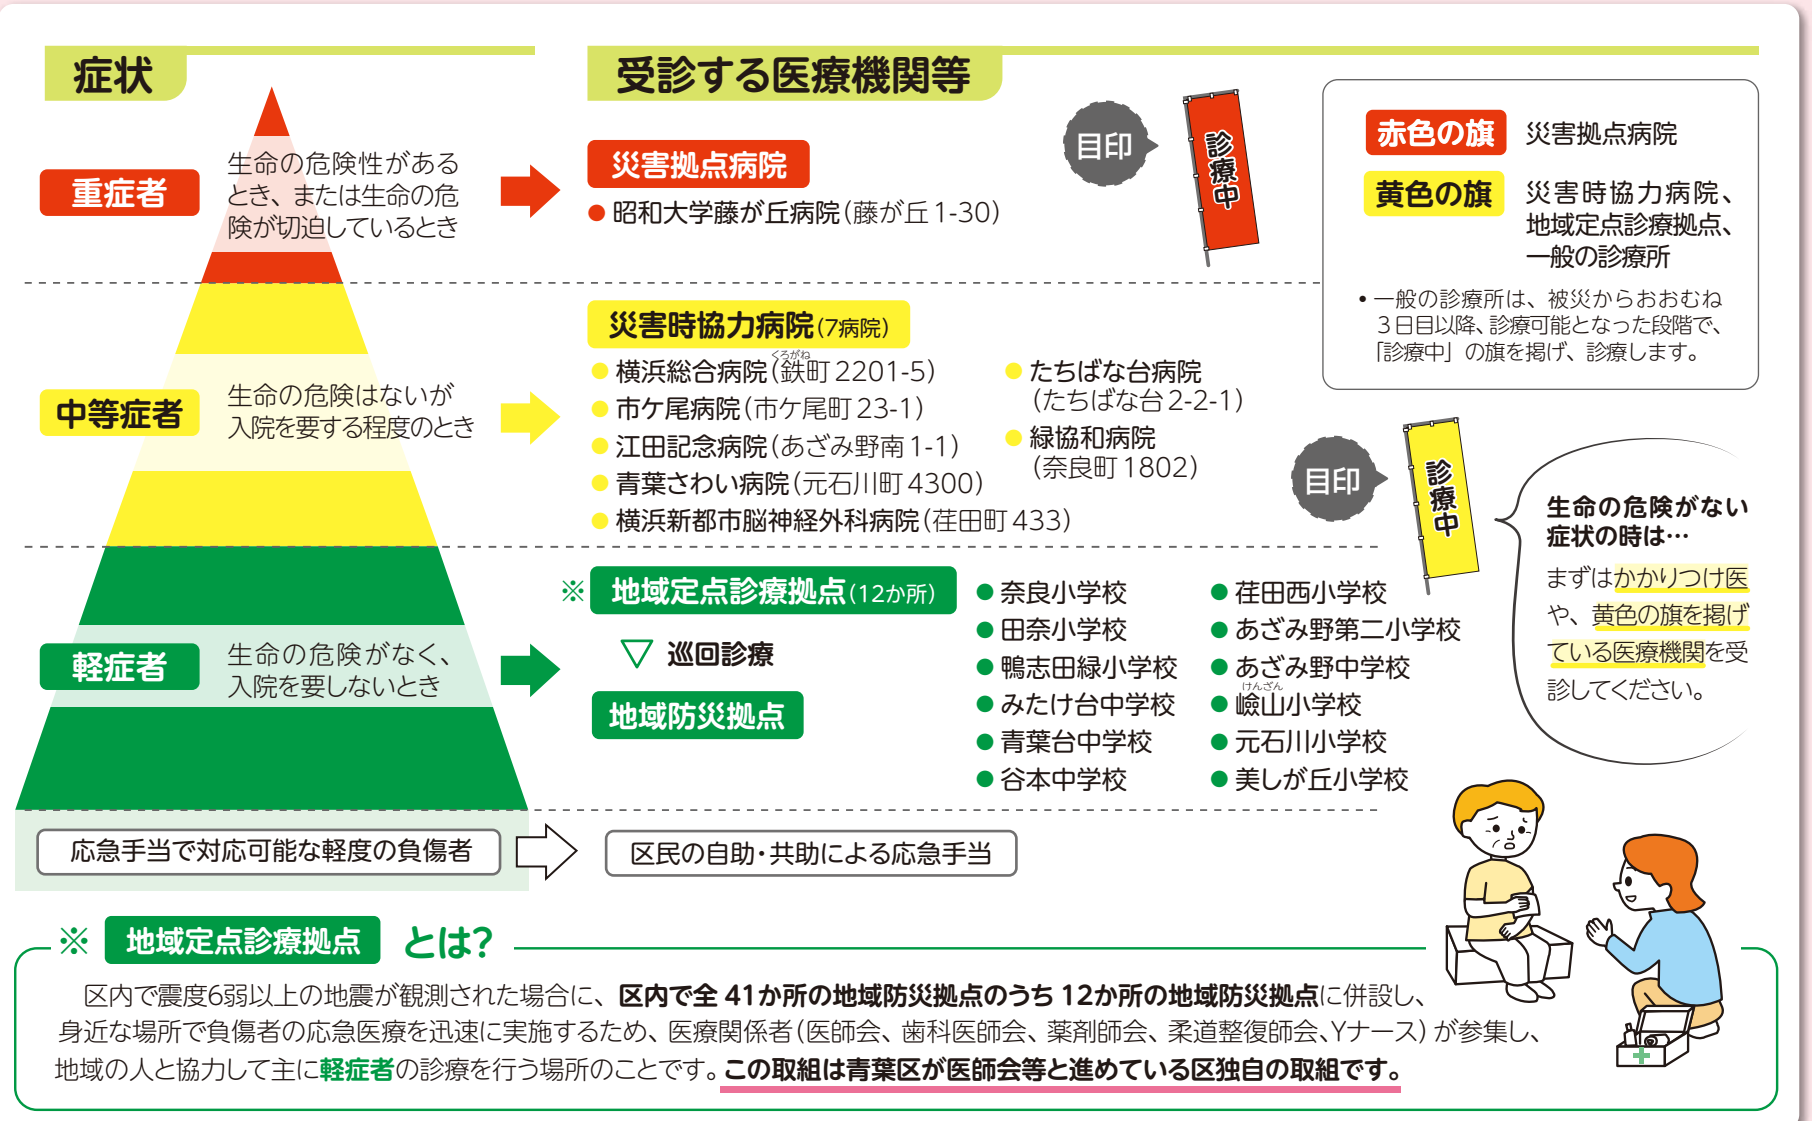 症状
受診する医療機関等
重症者
生命の危険性がある
とき、または生命の危
険が切迫しているとき
災害拠点病院
● 昭和大学藤が丘病院(藤が丘1-30)
目印
診療中
赤色の旗 災害拠点病院
黄色の旗 災害時協力病院、
地域定点診療拠点、
一般の診療所
• 一般の診療所は、被災からおおむね
3日目以降、診療可能となった段階で、
「診療中」の旗を掲げ、診療します。
中等症者
生命の危険はないが
入院を要する程度のとき
災害時協力病院(7病院)
くろがね
● 横浜総合病院(鉄町2201-5)
● 市ケ尾病院(市ケ尾町23-1)
● 江田記念病院(あざみ野南1-1)
● 青葉さわい病院(元石川町4300)
● 横浜新都市脳神経外科病院(荏田町433)
● たちばな台病院
(たちばな台2-2-1)
● 緑協和病院
(奈良町1802)
目印
診療中
生命の危険がない
症状の時は…
まずはかかりつけ医
や、黄色の旗を掲げ
ている医療機関を受
診してください。
軽症者
生命の危険がなく、
入院を要しないとき
※ 地域定点診療拠点(12か所)
▽ 巡回診療
地域防災拠点
● 奈良小学校
● 田奈小学校
● 鴨志田緑小学校
● みたけ台中学校
● 青葉台中学校
● 谷本中学校
● 荏田西小学校
● あざみ野第二小学校
● あざみ野中学校
けんざん
● 嶮山小学校
● 元石川小学校
● 美しが丘小学校
応急手当で対応可能な軽度の負傷者
区民の自助・共助による応急手当
※ 地域定点診療拠点 とは?
区内で震度6弱以上の地震が観測された場合に、区内で全41か所の地域防災拠点のうち12か所の地域防災拠点に併設し、
身近な場所で負傷者の応急医療を迅速に実施するため、医療関係者(医師会、歯科医師会、薬剤師会、柔道整復師会、Yナース)が参集し、
地域の人と協力して主に軽症者の診療を行う場所のことです。この取組は青葉区が医師会等と進めている区独自の取組です。